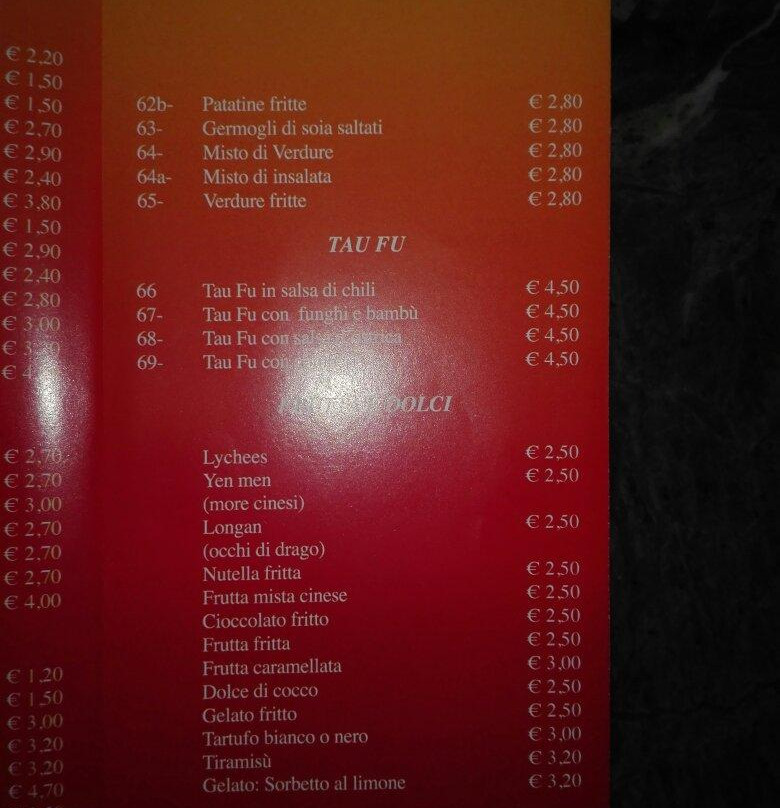 € 2,20
€ 1,50
€ 1,50
€ 2,70
€ 2,90
€ 2,40
€ 3,80
€ 1,50
€ 2,90
€ 2,40
€ 2,80
€ 3,00
€
€
€ 2,70
€ 2,70
€ 3,00
€ 2,70
€ 2,70
€ 2,70
€ 4,00
€ 1,20
€ 1,50
€ 3,00
€ 3,20
€ 3,20
€ 4,70
62b- Patatine fritte € 2,80
63- Germogli di soia saltati € 2,80
64- Misto di Verdure € 2,80
64a- Misto di insalata € 2,80
65- Verdure fritte € 2,80
TAU FU
66 Tau Fu in salsa di chili € 4,50
67- Tau Fu con funghi e bambù € 4,50
68- Tau Fu con € 4,50
69- Tau Fu con € 4,50
DOLCI
Lychees € 2,50
Yen men € 2,50
(more cinesi)
Longan € 2,50
(occhi di drago)
Nutella fritta € 2,50
Frutta mista cinese € 2,50
Cioccolato fritto € 2,50
Frutta fritta € 2,50
Frutta caramellata € 3,00
Dolce di cocco € 2,50
Gelato fritto € 2,50
Tartufo bianco o nero € 3,00
Tiramisù € 3,20
Gelato: Sorbetto al limone € 3,20